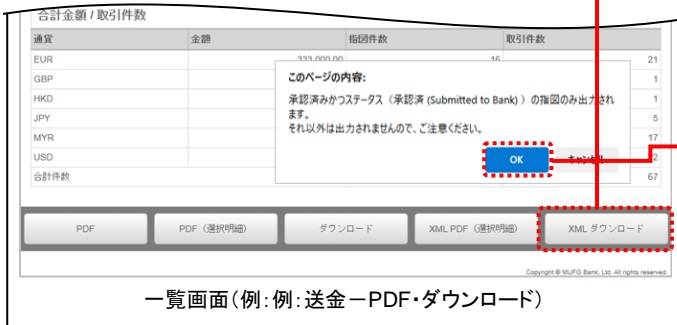 合計金額 / 取引件数
通貨 金額 指図件数 取引件数
EUR 333,000.00 16 21
GBP 1
HKD 1
JPY 5
MYR 17
USD 2
合計件数 67
このページの内容:
承認済みかつステータス（承認済 (Submitted to Bank) ）の指図のみ出力され
ます。
それ以外は出力されませんので、ご注意ください。
OK キャンセル
PDF PDF（選択明細） ダウンロード XML PDF（選択明細） XML ダウンロード
Copyright © MUFG Bank, Ltd. All rights reserved.
一覧画面（例：例：送金－PDF・ダウンロード）